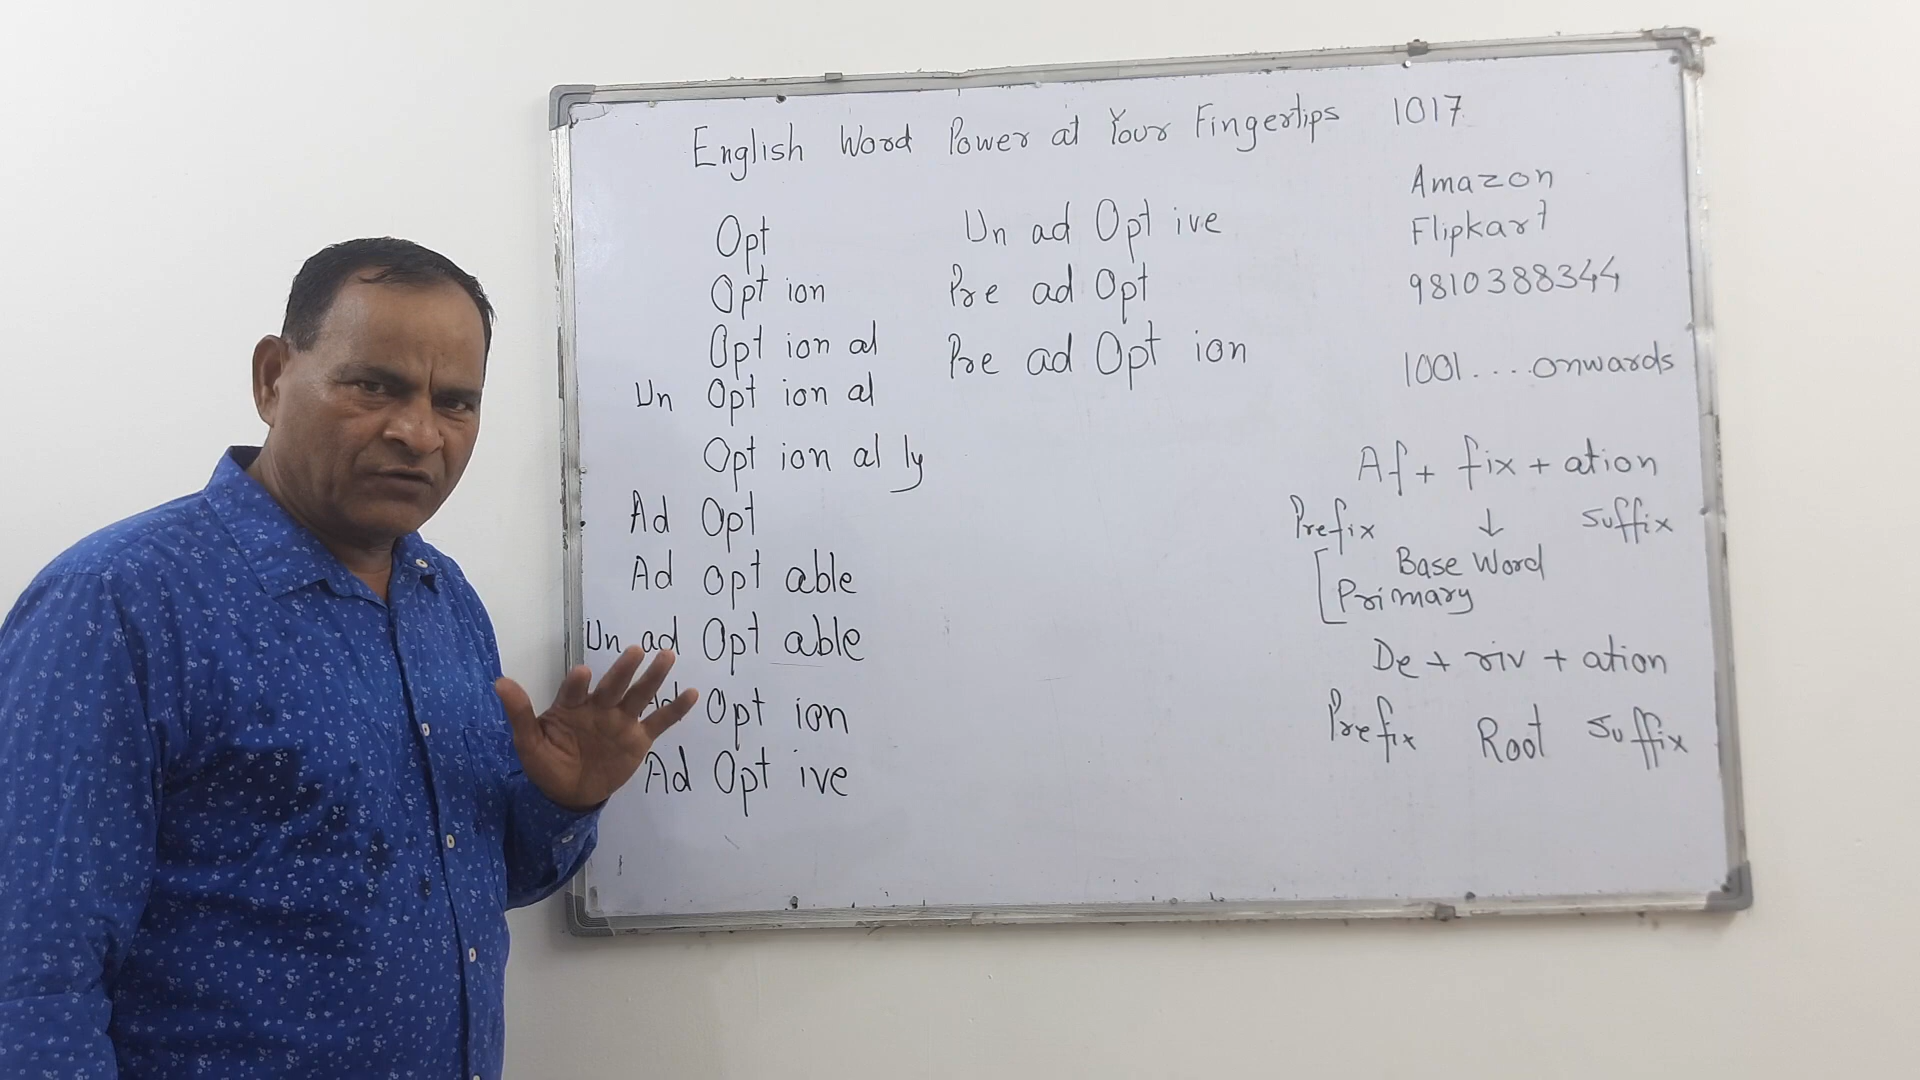 English Word Power at Your Fingertips 1017
Opt
Opt ion
Opt ion al
Un Opt ion al
Opt ion al ly
Ad Opt
Ad opt able
Un ad Opt able
Ad Opt ion
Ad Opt ive
Un ad Opt ive
Pre ad Opt
Pre ad Opt ion
Amazon
Flipkart
9810388344
1001....onwards
Af + fix + ation
Prefix ↓ suffix
Base Word
[Primary
De + riv + ation
Prefix Root suffix